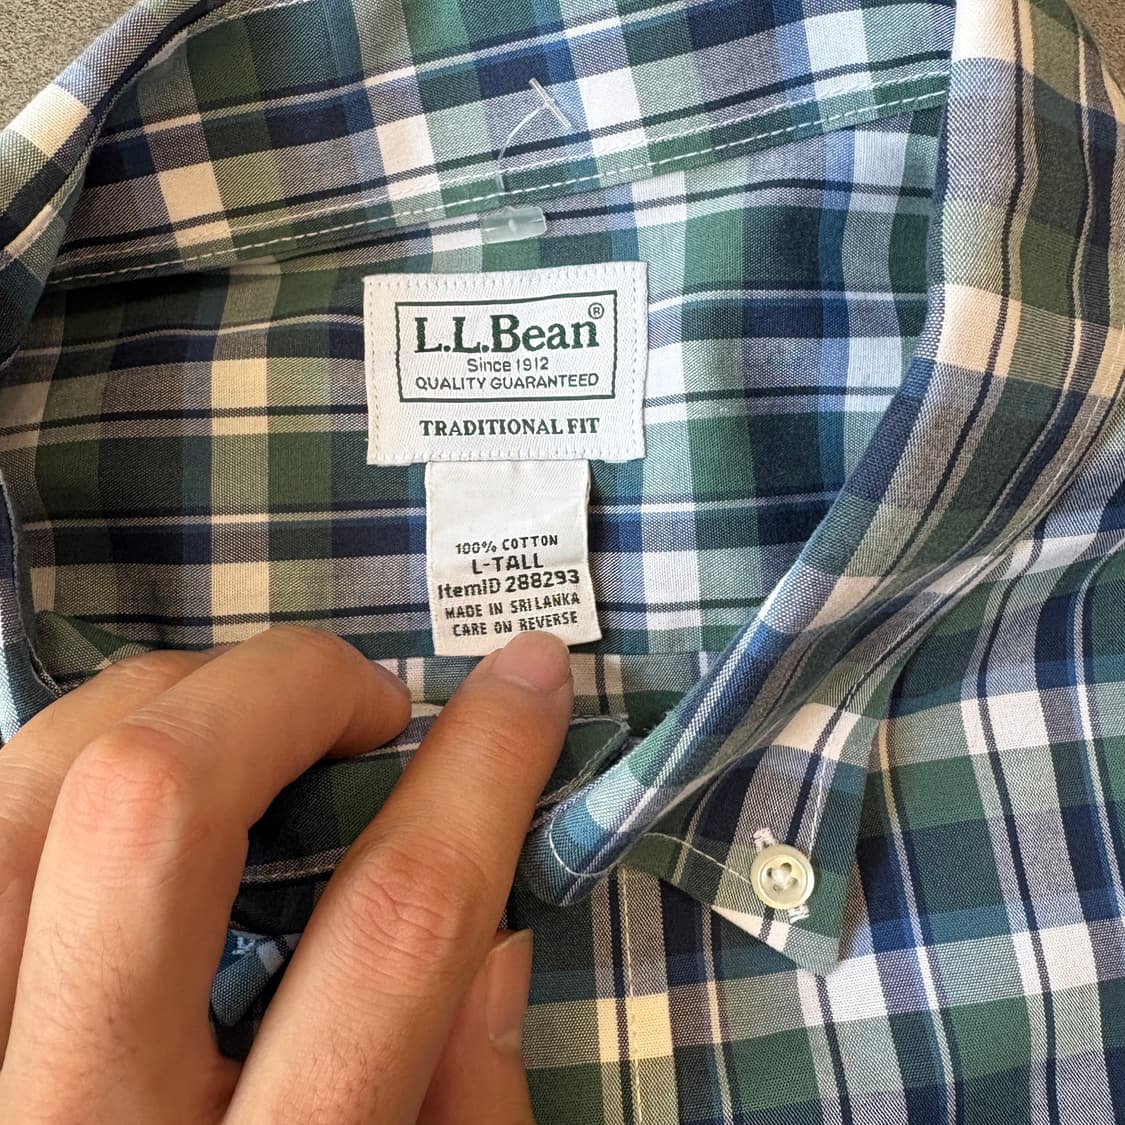 L.L.Bean®
Since 1912
QUALITY GUARANTEED
TRADITIONAL FIT
100% COTTON
L-TALL
ItemID 288293
MADE IN SRI LANKA
CARE ON REVERSE